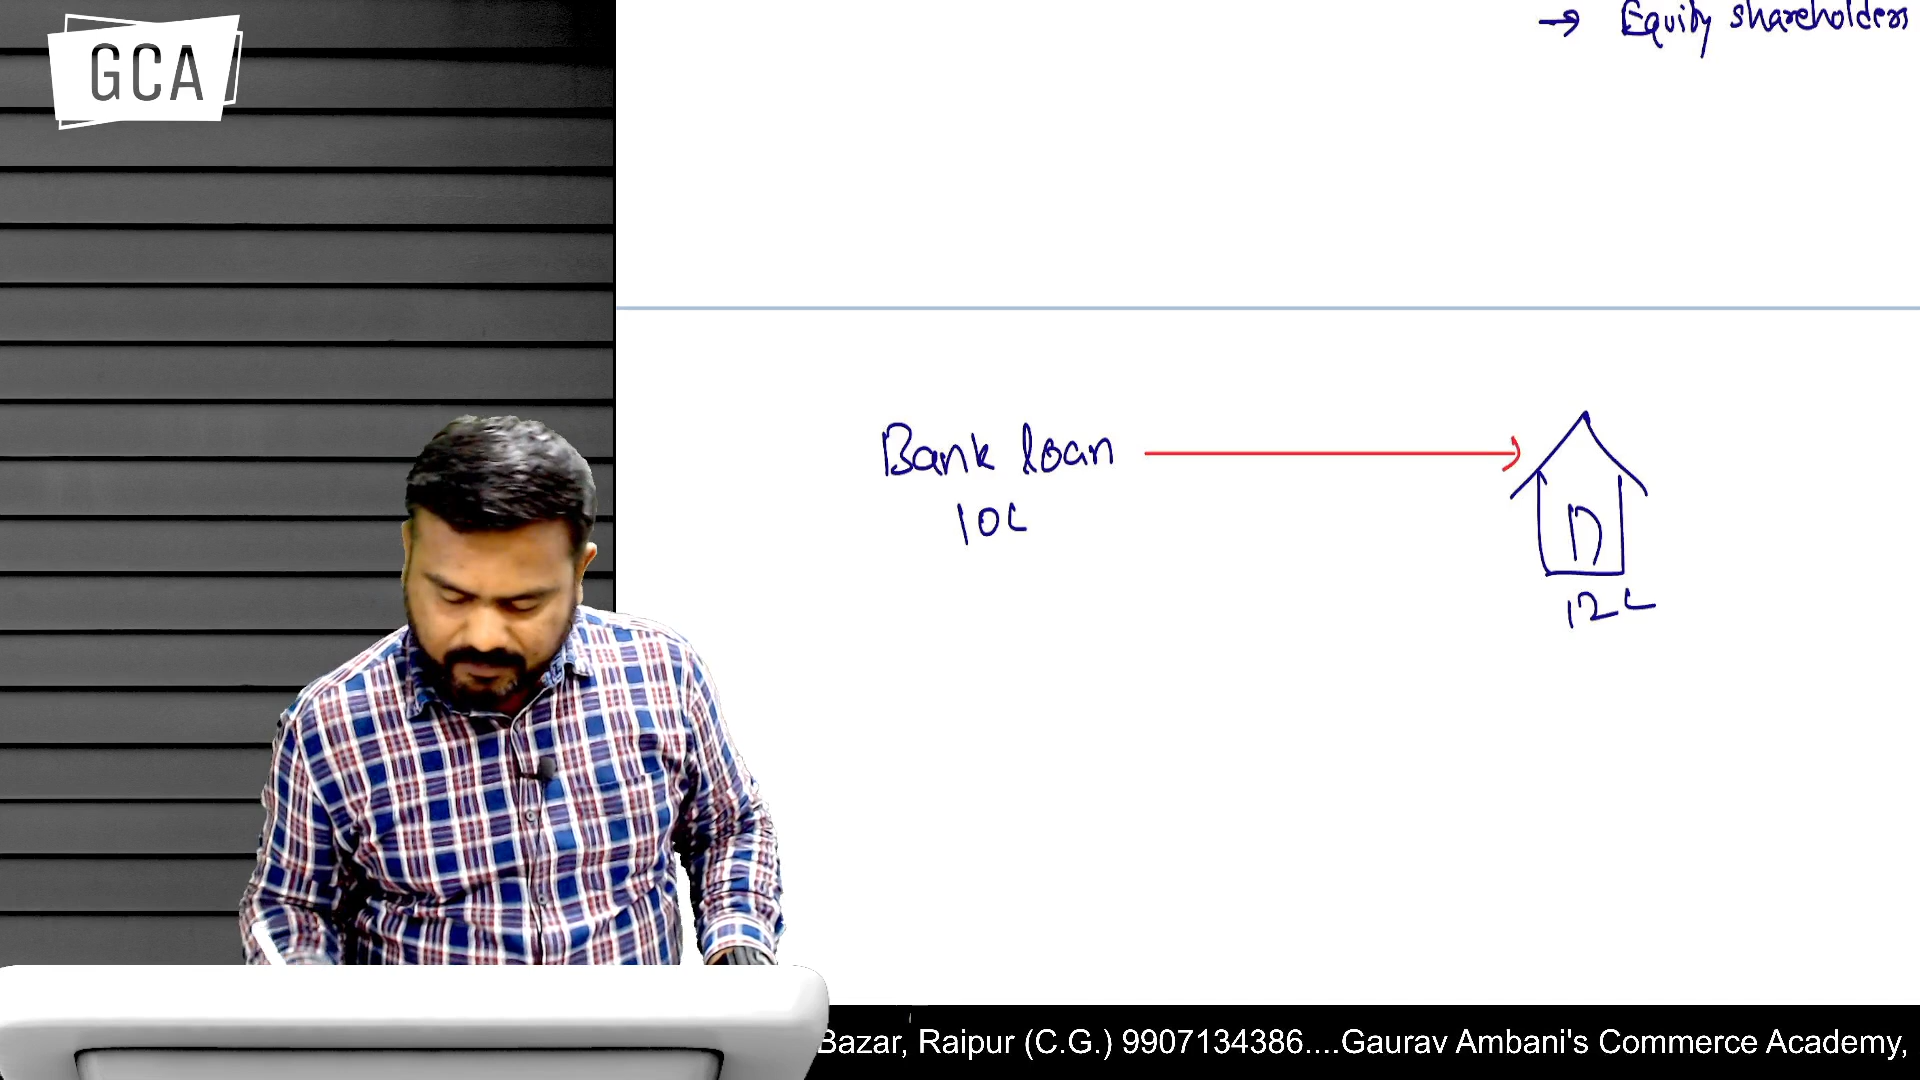 GCA
→ Equity shareholders
Bank loan
10L
12L
Bazar, Raipur (C.G.) 9907134386....Gaurav Ambani's Commerce Academy,